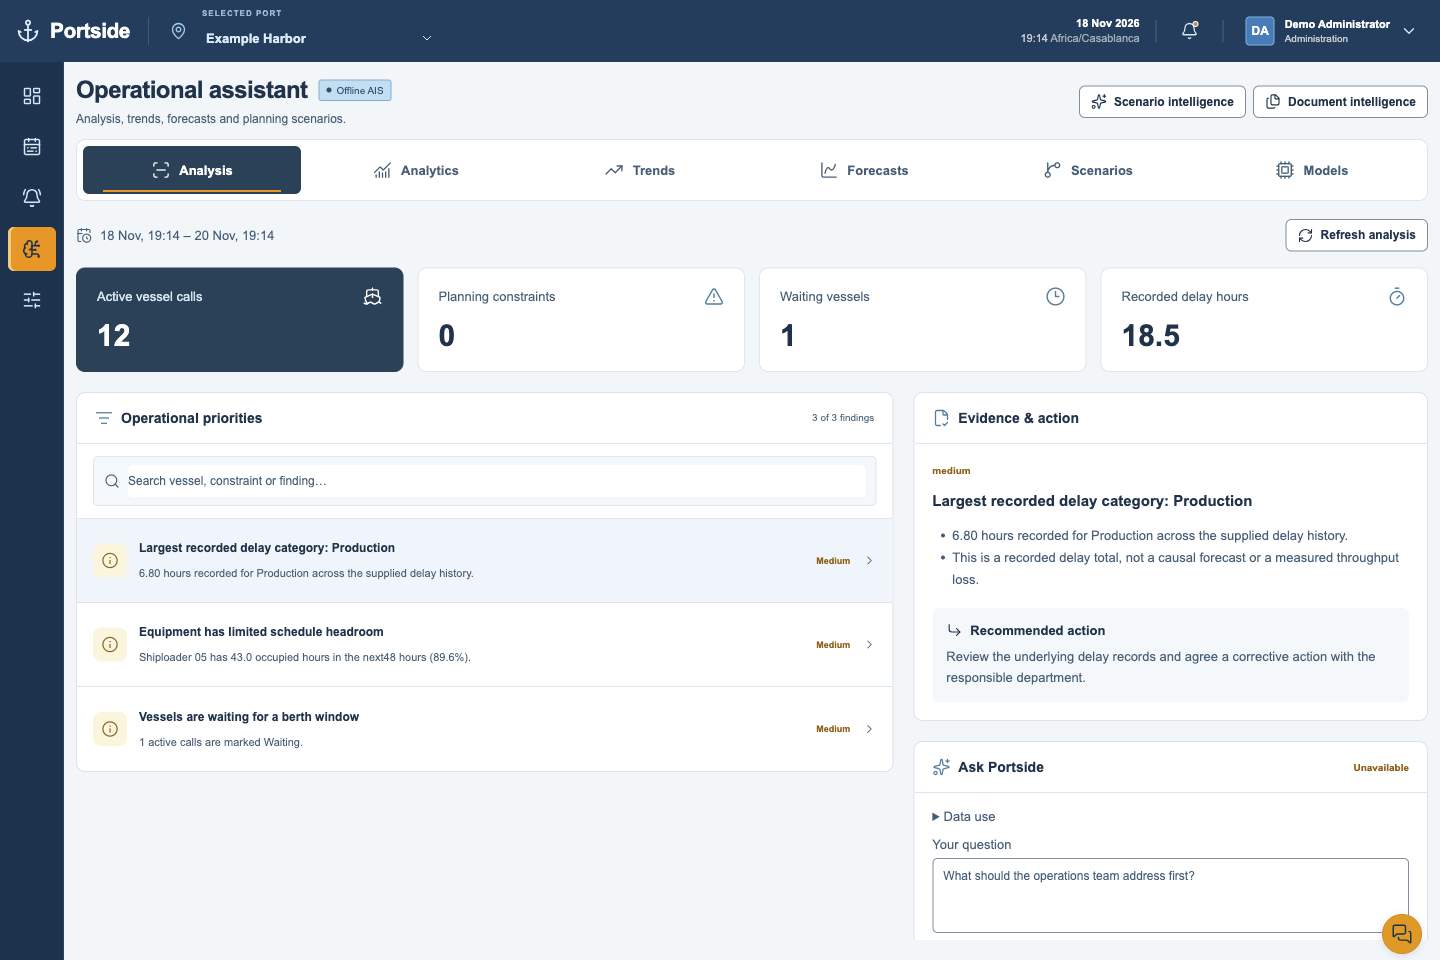 Portside
SELECTED PORT
Example Harbor
18 Nov 2026
19:14 Africa/Casablanca
DA
Demo Administrator
Administration
Operational assistant
Offline AIS
Analysis, trends, forecasts and planning scenarios.
Scenario intelligence
Document intelligence
Analysis
Analytics
Trends
Forecasts
Scenarios
Models
18 Nov, 19:14 – 20 Nov, 19:14
Refresh analysis
Active vessel calls
12
Planning constraints
0
Waiting vessels
1
Recorded delay hours
18.5
Operational priorities
3 of 3 findings
Search vessel, constraint or finding…
Largest recorded delay category: Production
6.80 hours recorded for Production across the supplied delay history.
Medium
Equipment has limited schedule headroom
Shiploader 05 has 43.0 occupied hours in the next48 hours (89.6%).
Medium
Vessels are waiting for a berth window
1 active calls are marked Waiting.
Medium
Evidence & action
medium
Largest recorded delay category: Production
• 6.80 hours recorded for Production across the supplied delay history.
• This is a recorded delay total, not a causal forecast or a measured throughput
loss.
Recommended action
Review the underlying delay records and agree a corrective action with the
responsible department.
Ask Portside
Unavailable
Data use
Your question
What should the operations team address first?